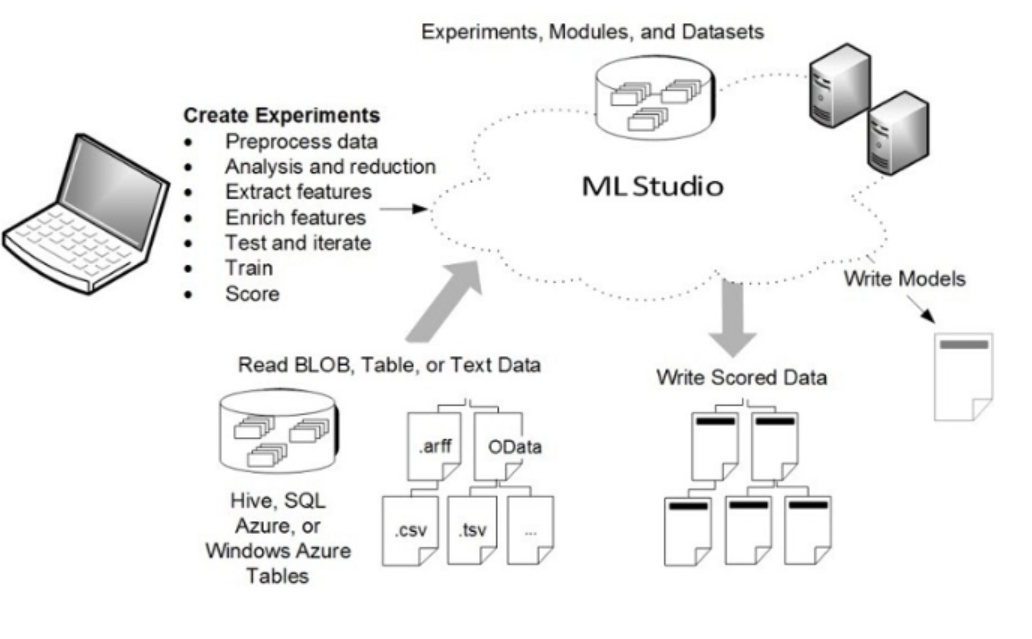 Experiments, Modules, and Datasets
Create Experiments
• Preprocess data
• Analysis and reduction
• Extract features
• Enrich features
• Test and iterate
• Train
• Score
ML Studio
Write Models
Read BLOB, Table, or Text Data
Write Scored Data
.arff
OData
.csv
.tsv
...
Hive, SQL
Azure, or
Windows Azure
Tables